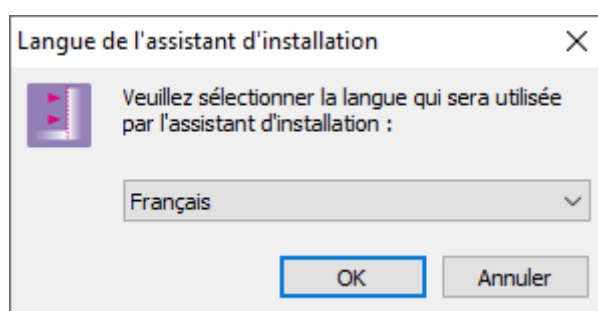 Langue de l'assistant d'installation
Veuillez sélectionner la langue qui sera utilisée
par l'assistant d'installation :
Français
OK
Annuler